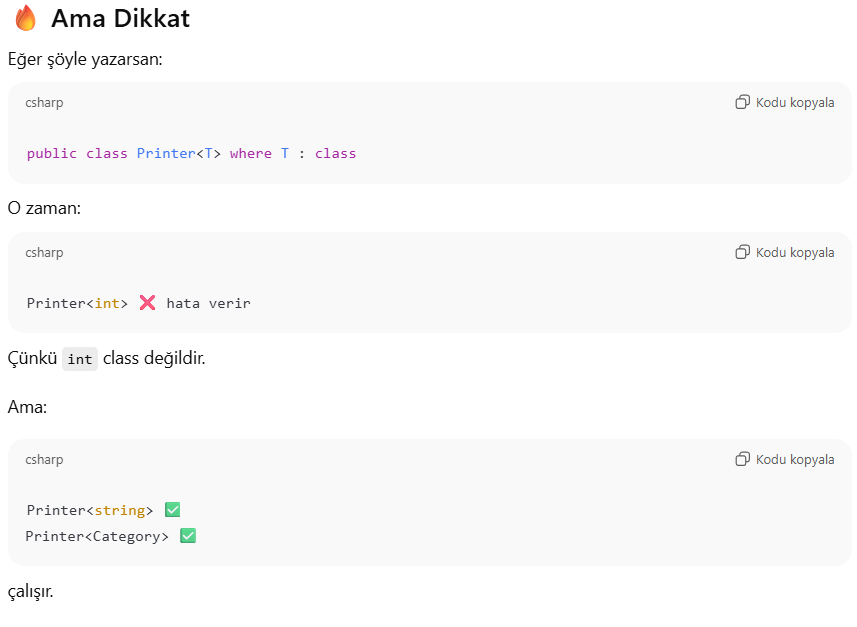 🔥 Ama Dikkat
Eğer şöyle yazarsan:
csharp
Kodu kopyala
public class Printer<T> where T : class
O zaman:
csharp
Kodu kopyala
Printer<int> ❌ hata verir
Çünkü int class değildir.
Ama:
csharp
Kodu kopyala
Printer<string> ✅
Printer<Category> ✅
çalışır.